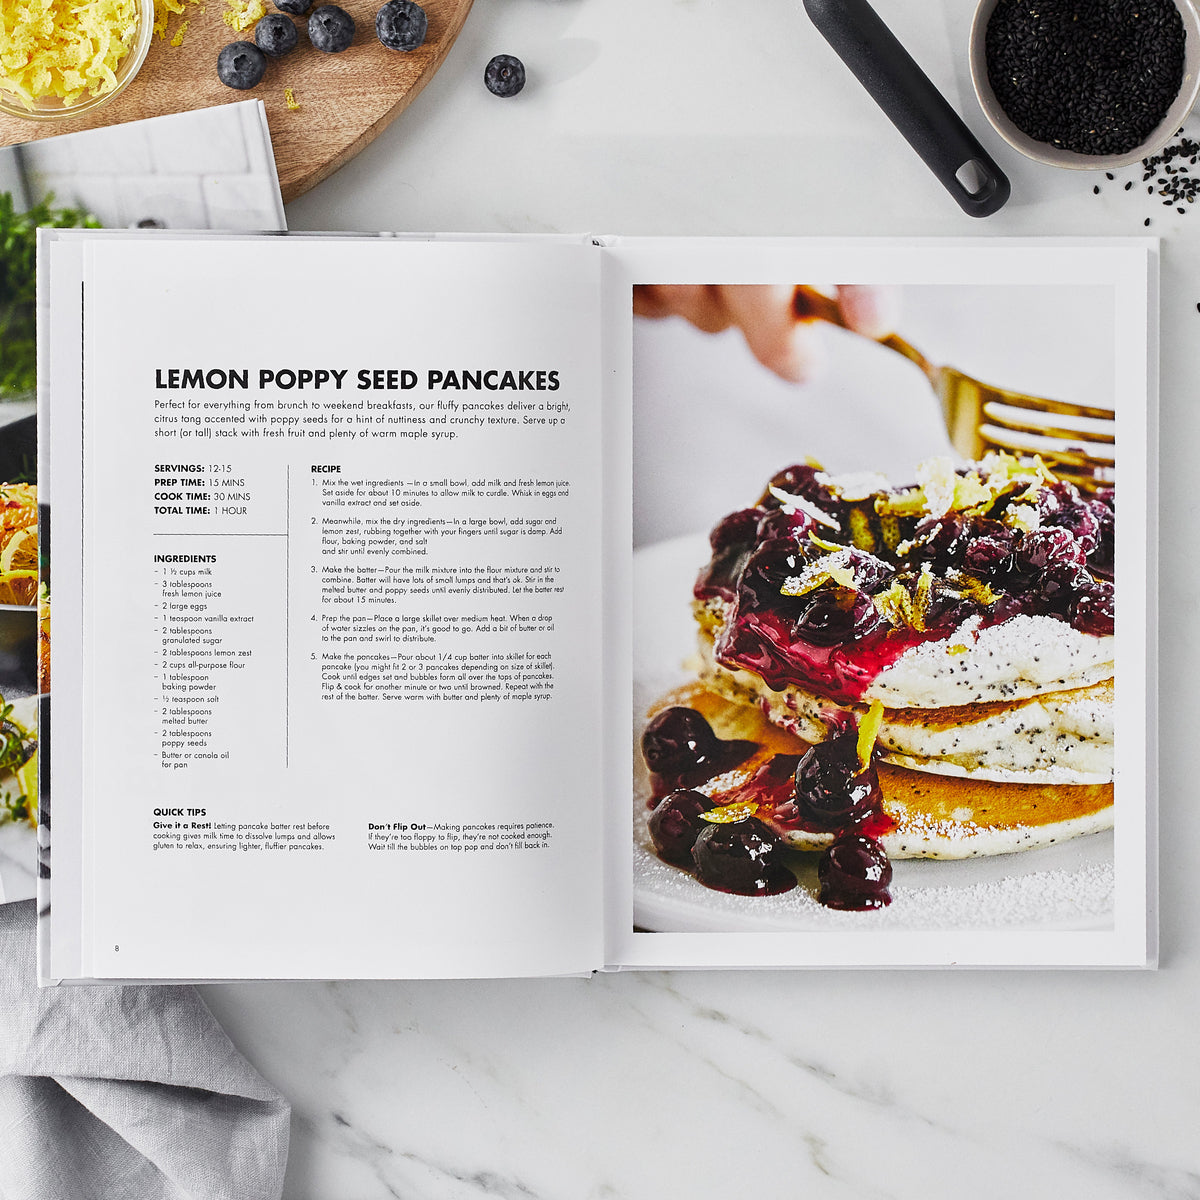 LEMON POPPY SEED PANCAKES
Perfect for everything from brunch to weekend breakfasts, our fluffy pancakes deliver a bright,
citrus tang accented with poppy seeds for a hint of nuttiness and crunchy texture. Serve up a
short (or tall) stack with fresh fruit and plenty of warm maple syrup.
SERVINGS: 12-15
PREP TIME: 15 MINS
COOK TIME: 30 MINS
TOTAL TIME: 1 HOUR
INGREDIENTS
– 1 ½ cups milk
– 3 tablespoons
fresh lemon juice
– 2 large eggs
– 1 teaspoon vanilla extract
– 2 tablespoons
granulated sugar
– 2 tablespoons lemon zest
– 2 cups all-purpose flour
– 1 tablespoon
baking powder
– ½ teaspoon salt
– 2 tablespoons
melted butter
– 2 tablespoons
poppy seeds
– Butter or canola oil
for pan
RECIPE
1. Mix the wet ingredients —In a small bowl, add milk and fresh lemon juice.
Set aside for about 10 minutes to allow milk to curdle. Whisk in eggs and
vanilla extract and set aside.
2. Meanwhile, mix the dry ingredients—In a large bowl, add sugar and
lemon zest, rubbing together with your fingers until sugar is damp. Add
flour, baking powder, and salt
and stir until evenly combined.
3. Make the batter—Pour the milk mixture into the flour mixture and stir to
combine. Batter will have lots of small lumps and that's ok. Stir in the
melted butter and poppy seeds until evenly distributed. Let the batter rest
for about 15 minutes.
4. Prep the pan—Place a large skillet over medium heat. When a drop
of water sizzles on the pan, it's good to go. Add a bit of butter or oil
to the pan and swirl to distribute.
5. Make the pancakes—Pour about 1/4 cup batter into skillet for each
pancake (you might fit 2 or 3 pancakes depending on size of skillet).
Cook until edges set and bubbles form all over the tops of pancakes.
Flip & cook for another minute or two until browned. Repeat with the
rest of the batter. Serve warm with butter and plenty of maple syrup.
QUICK TIPS
Give it a Rest! Letting pancake batter rest before
cooking gives milk time to dissolve lumps and allows
gluten to relax, ensuring lighter, fluffier pancakes.
Don't Flip Out—Making pancakes requires patience.
If they're too floppy to flip, they're not cooked enough.
Wait till the bubbles on top pop and don't fill back in.
8